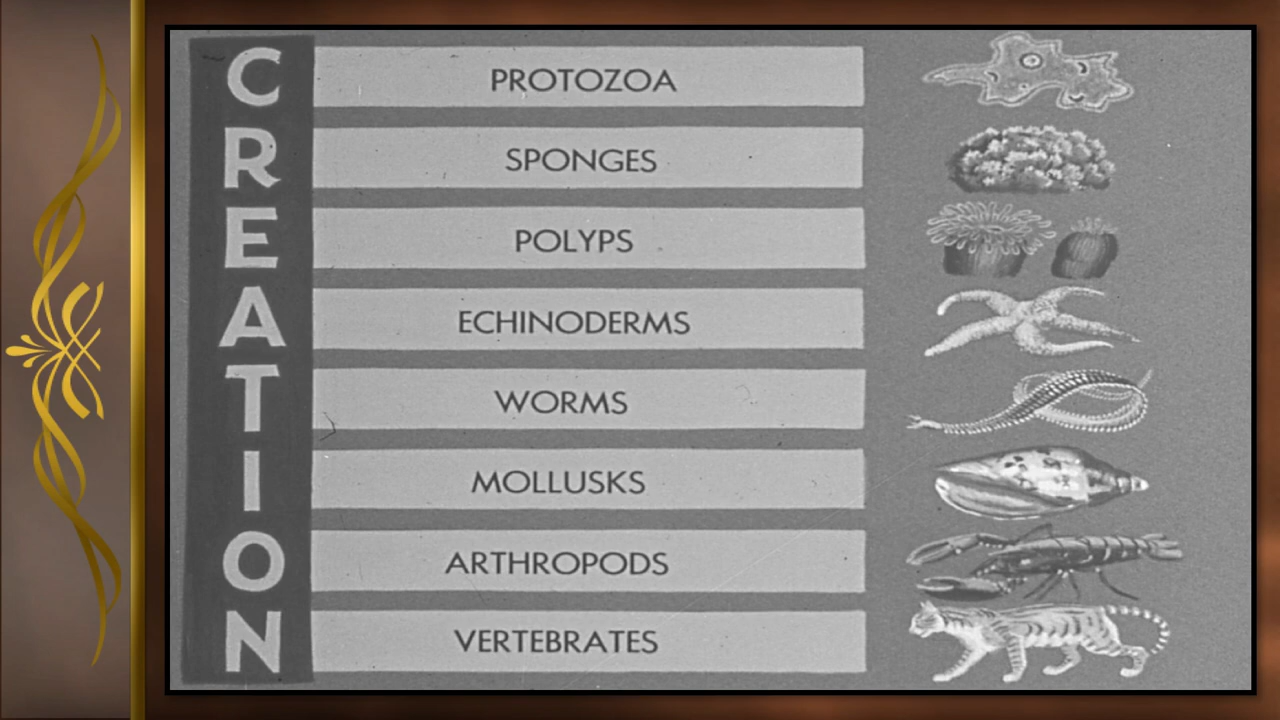 CREATION
PROTOZOA
SPONGES
POLYPS
ECHINODERMS
WORMS
MOLLUSKS
ARTHROPODS
VERTEBRATES